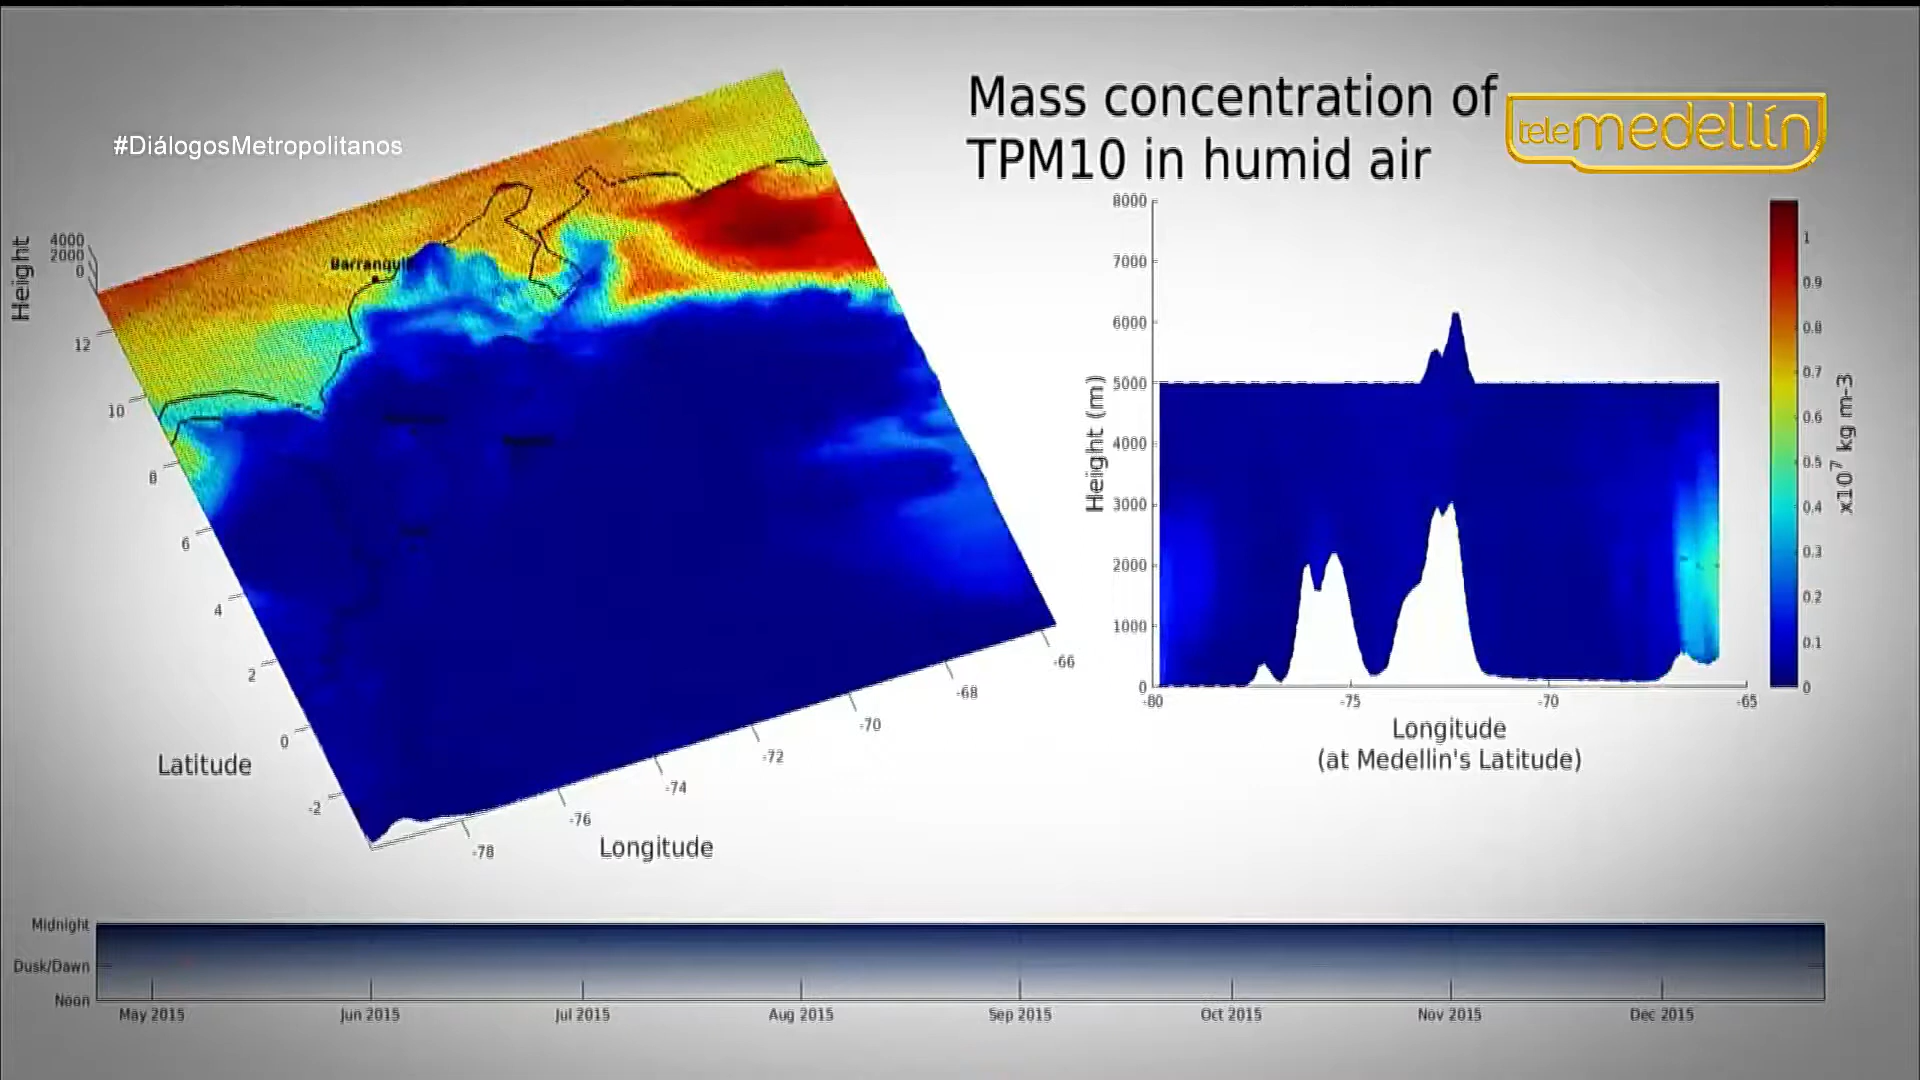 #DiálogosMetropolitanos
Mass concentration of
TPM10 in humid air
telemedellín
Height
4000
2000
0
12
10
8
6
4
2
0
-2
Latitude
-78
-76
-74
-72
-70
-68
-66
Longitude
8000
7000
6000
5000
4000
3000
2000
1000
0
Height (m)
-80
-75
-70
-65
Longitude
(at Medellin's Latitude)
1
0.9
0.8
0.7
0.6
0.5
0.4
0.3
0.2
0.1
0
x10⁷ kg m-3
Midnight
Dusk/Dawn
Noon
May 2015
Jun 2015
Jul 2015
Aug 2015
Sep 2015
Oct 2015
Nov 2015
Dec 2015